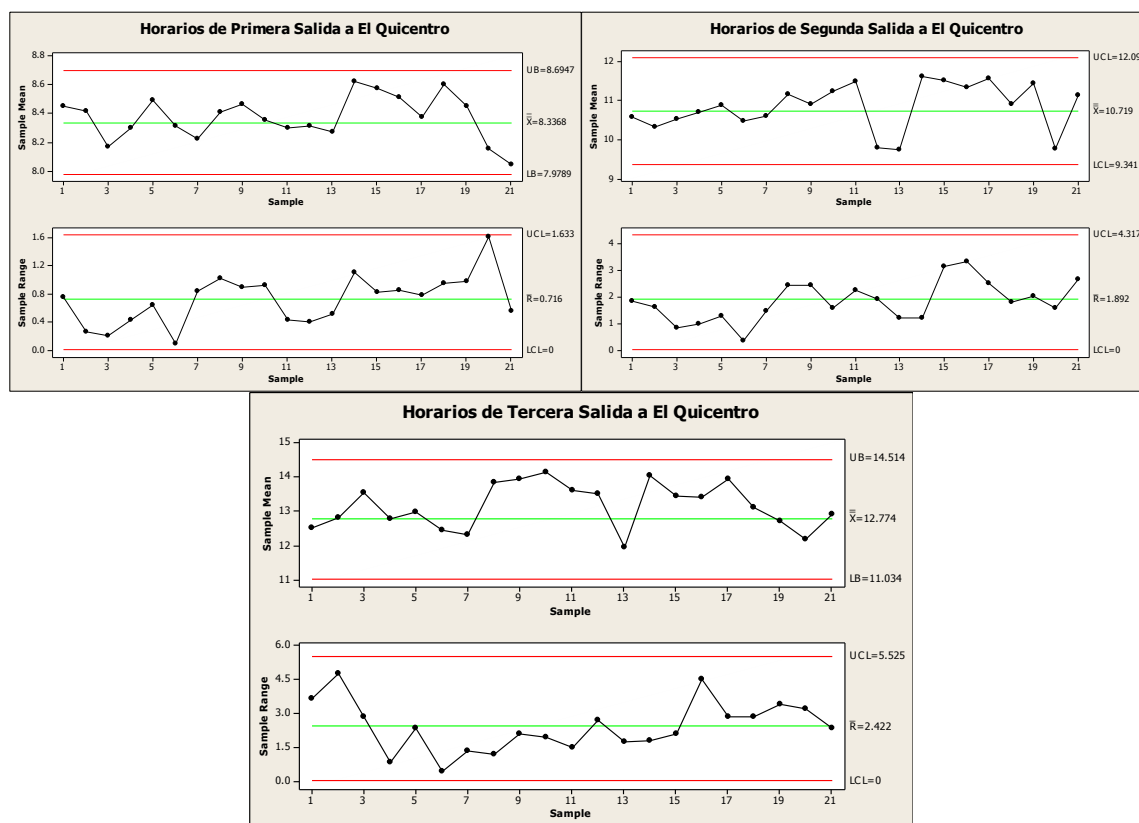 Horarios de Primera Salida a El Quicentro
8.8
8.6
8.4
8.2
8.0
Sample Mean
UB=8.6947
X=8.3368
LB=7.9789
1 3 5 7 9 11 13 15 17 19 21
Sample
1.6
1.2
0.8
0.4
0.0
Sample Range
UCL=1.633
R=0.716
LCL=0
1 3 5 7 9 11 13 15 17 19 21
Sample
Horarios de Segunda Salida a El Quicentro
12
11
10
9
Sample Mean
UCL=12.09
X=10.719
LCL=9.341
1 3 5 7 9 11 13 15 17 19 21
Sample
4
3
2
1
0
Sample Range
UCL=4.317
R=1.892
LCL=0
1 3 5 7 9 11 13 15 17 19 21
Sample
Horarios de Tercera Salida a El Quicentro
15
14
13
12
11
Sample Mean
UB=14.514
X=12.774
LB=11.034
1 3 5 7 9 11 13 15 17 19 21
Sample
6.0
4.5
3.0
1.5
0.0
Sample Range
UCL=5.525
R=2.422
LCL=0
1 3 5 7 9 11 13 15 17 19 21
Sample